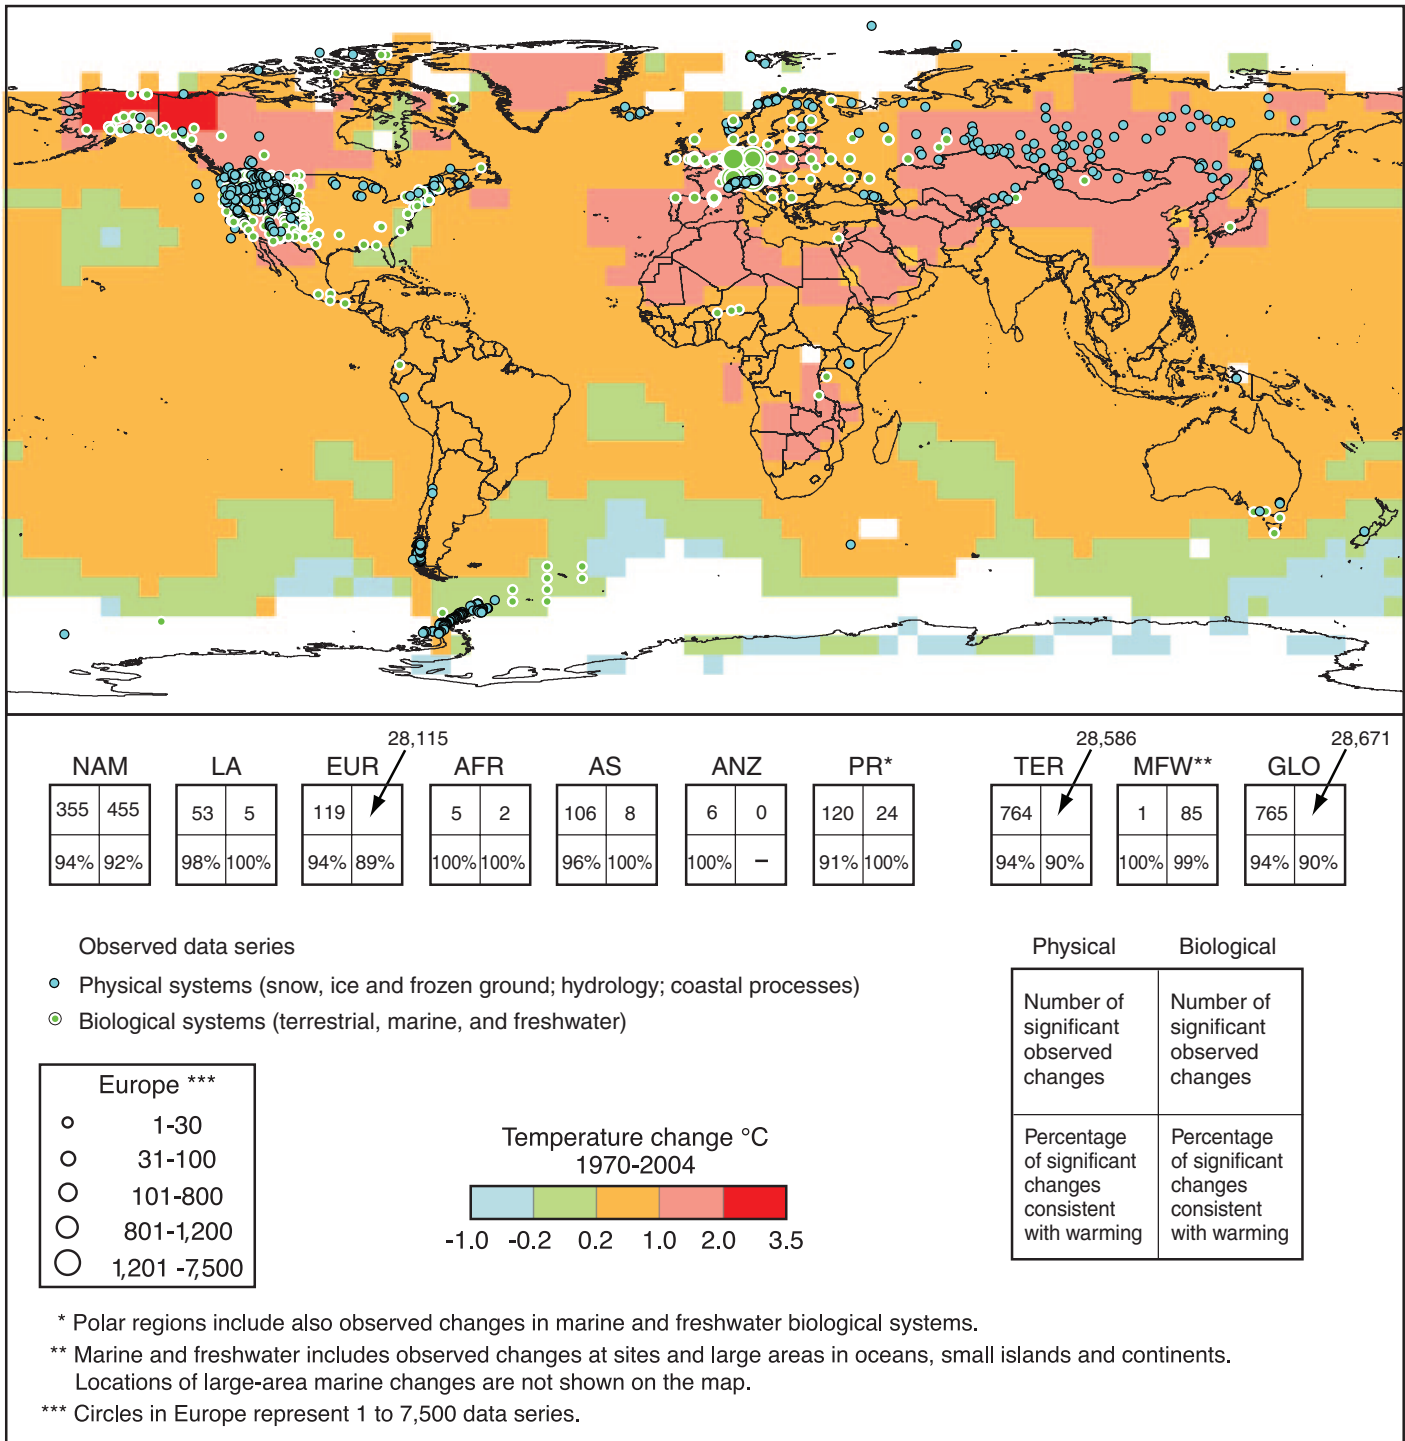 28,115
28,586
28,671
NAM LA EUR AFR AS ANZ PR* TER MFW** GLO
355 455 53 5 119 5 2 106 8 6 0 120 24 764 1 85 765
94% 92% 98% 100% 94% 89% 100% 100% 96% 100% 100% – 91% 100% 94% 90% 100% 99% 94% 90%
Observed data series
Physical systems (snow, ice and frozen ground; hydrology; coastal processes)
Biological systems (terrestrial, marine, and freshwater)
Europe ***
1-30
31-100
101-800
801-1,200
1,201 -7,500
Temperature change °C
1970-2004
-1.0 -0.2 0.2 1.0 2.0 3.5
Physical Biological
Number of
significant
observed
changes
Number of
significant
observed
changes
Percentage
of significant
changes
consistent
with warming
Percentage
of significant
changes
consistent
with warming
* Polar regions include also observed changes in marine and freshwater biological systems.
** Marine and freshwater includes observed changes at sites and large areas in oceans, small islands and continents.
Locations of large-area marine changes are not shown on the map.
*** Circles in Europe represent 1 to 7,500 data series.